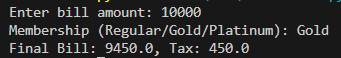 Enter bill amount: 10000
Membership (Regular/Gold/Platinum): Gold
Final Bill: 9450.0, Tax: 450.0